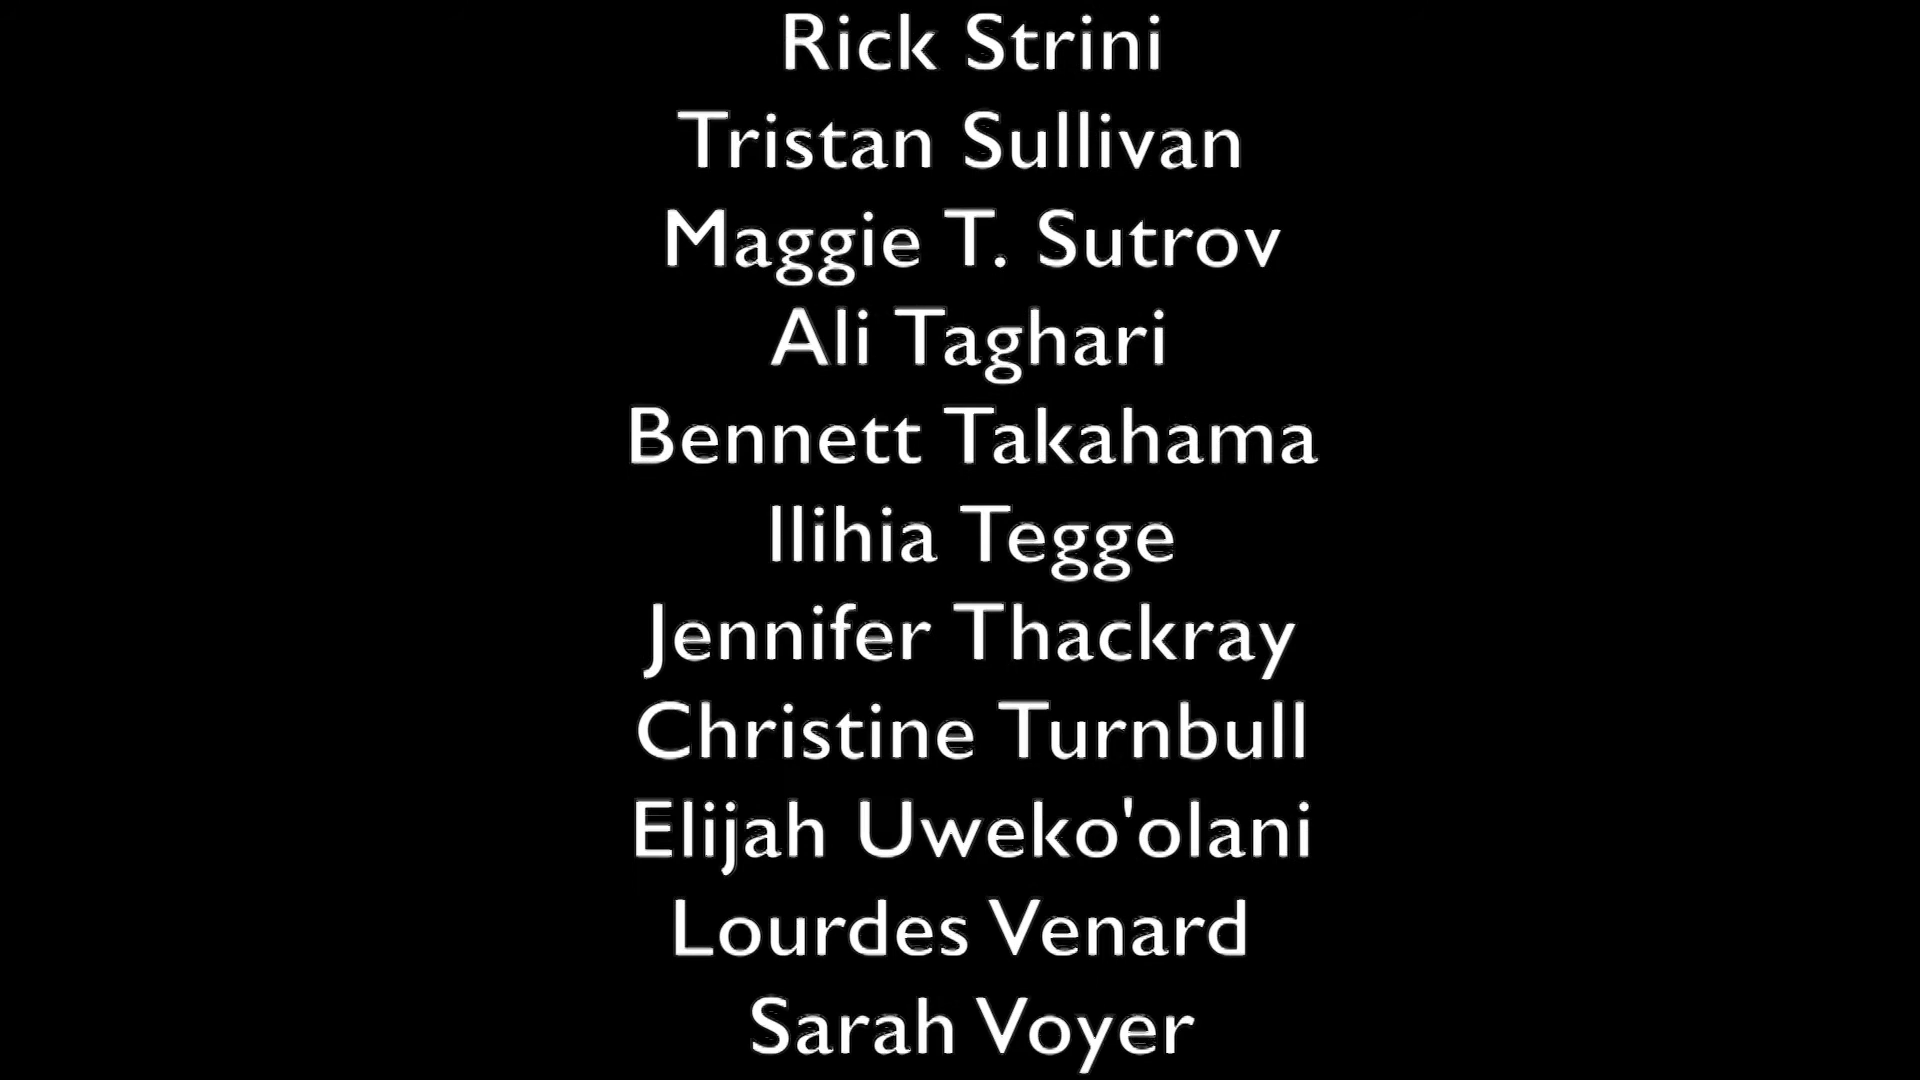 Rick Strini
Tristan Sullivan
Maggie T. Sutrov
Ali Taghari
Bennett Takahama
Ilihia Tegge
Jennifer Thackray
Christine Turnbull
Elijah Uweko'olani
Lourdes Venard
Sarah Voyer